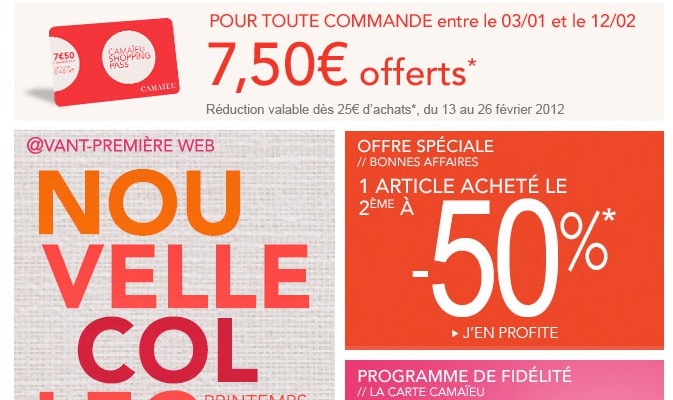 POUR TOUTE COMMANDE entre le 03/01 et le 12/02
7€50
CAMAÏEU
SHOPPING
PASS
CAMAÏEU
7,50€ offerts*
Réduction valable dès 25€ d'achats*, du 13 au 26 février 2012
@VANT-PREMIÈRE WEB
NOU
VELLE
COL
OFFRE SPÉCIALE
// BONNES AFFAIRES
1 ARTICLE ACHETÉ LE
2ÈME À
-50%*
J'EN PROFITE
PROGRAMME DE FIDÉLITÉ
// LA CARTE CAMAÏEU